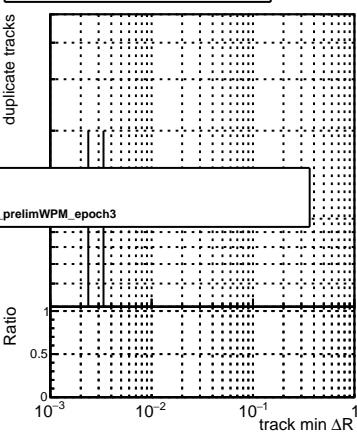 duplicate tracks
_prelimWPM_epoch3
Ratio
1
0.5
0
10⁻³
10⁻²
10⁻¹
1
track min ΔR